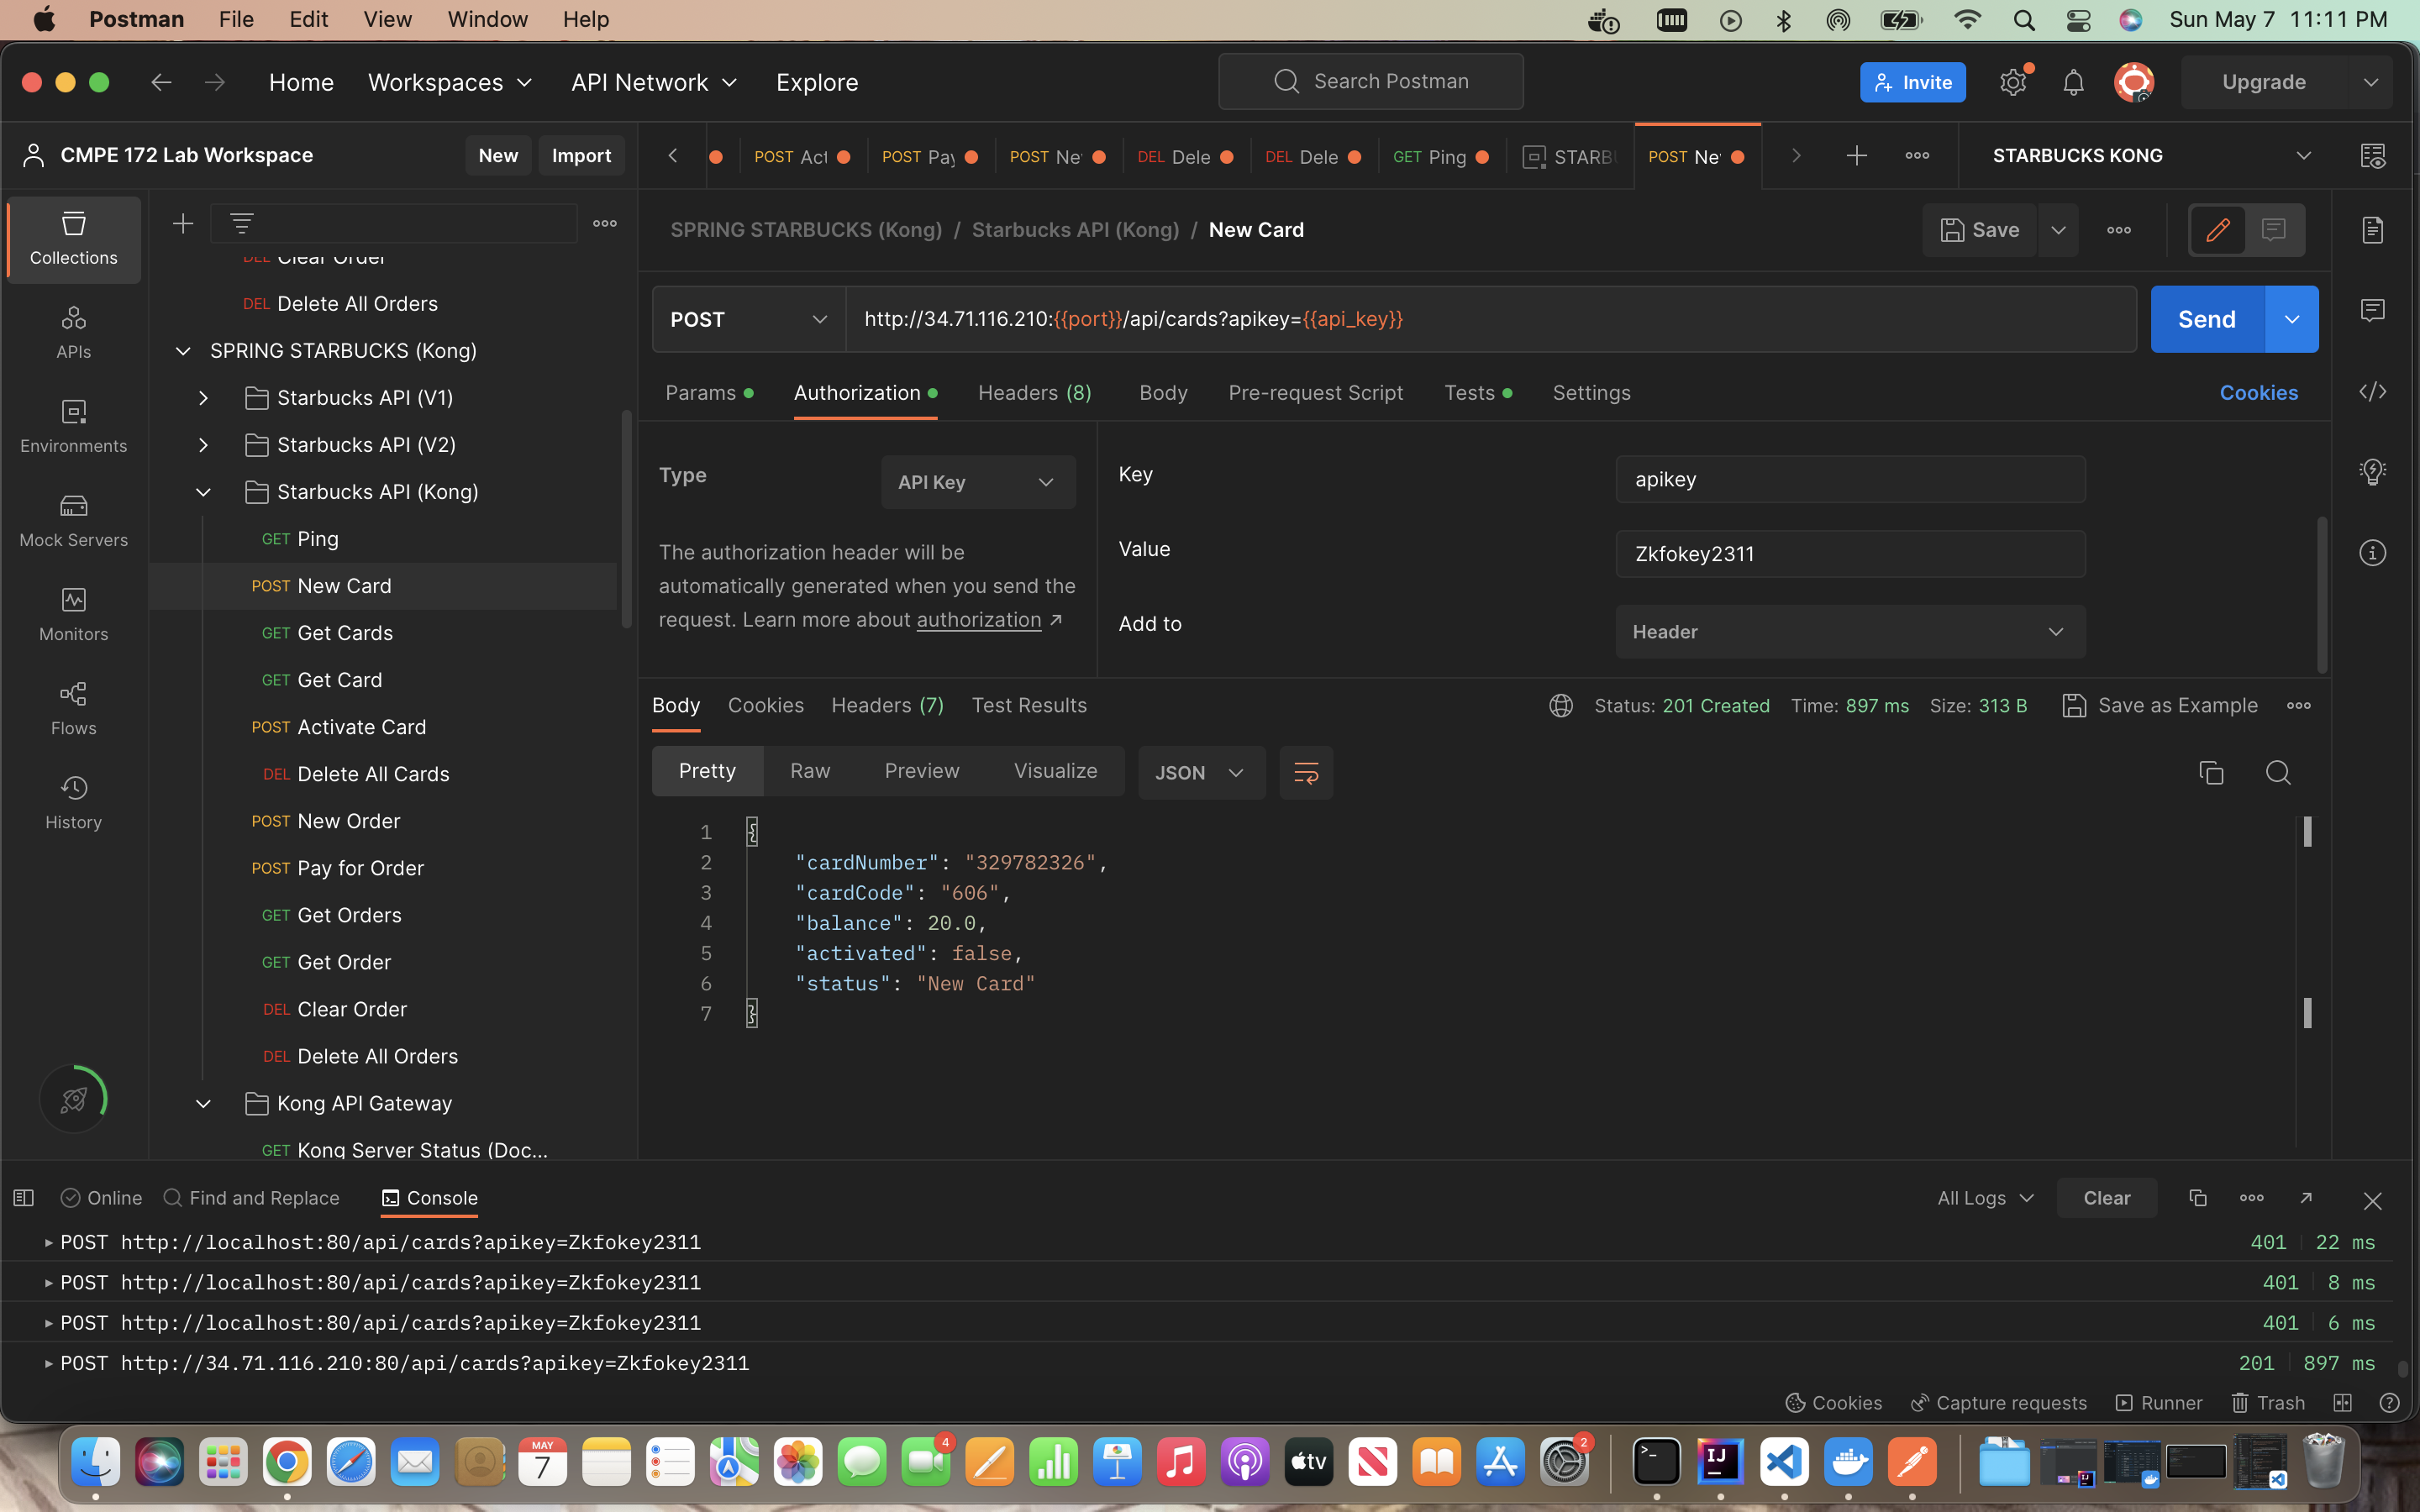 Postman File Edit View Window Help Sun May 7 11:11 PM
Home Workspaces API Network Explore Search Postman Invite Upgrade
CMPE 172 Lab Workspace New Import POST Act POST Pay POST Ne DEL Dele DEL Dele GET Ping STARBU POST Ne STARBUCKS KONG
SPRING STARBUCKS (Kong) / Starbucks API (Kong) / New Card Save
Collections
APIs
Environments
Mock Servers
Monitors
Flows
History
DEL Clear Order
DEL Delete All Orders
SPRING STARBUCKS (Kong)
Starbucks API (V1)
Starbucks API (V2)
Starbucks API (Kong)
GET Ping
POST New Card
GET Get Cards
GET Get Card
POST Activate Card
DEL Delete All Cards
POST New Order
POST Pay for Order
GET Get Orders
GET Get Order
DEL Clear Order
DEL Delete All Orders
Kong API Gateway
GET Kong Server Status (Doc...
POST http://34.71.116.210:{{port}}/api/cards?apikey={{api_key}} Send
Params Authorization Headers (8) Body Pre-request Script Tests Settings Cookies
Type API Key
The authorization header will be
automatically generated when you send the
request. Learn more about authorization ↗
Key apikey
Value Zkfokey2311
Add to Header
Body Cookies Headers (7) Test Results Status: 201 Created Time: 897 ms Size: 313 B Save as Example
Pretty Raw Preview Visualize JSON
1 {
2 "cardNumber": "329782326",
3 "cardCode": "606",
4 "balance": 20.0,
5 "activated": false,
6 "status": "New Card"
7 }
Online Find and Replace Console All Logs Clear
POST http://localhost:80/api/cards?apikey=Zkfokey2311 401 22 ms
POST http://localhost:80/api/cards?apikey=Zkfokey2311 401 8 ms
POST http://localhost:80/api/cards?apikey=Zkfokey2311 401 6 ms
POST http://34.71.116.210:80/api/cards?apikey=Zkfokey2311 201 897 ms
Cookies Capture requests Runner Trash
MAY 7 4 tv 2 IJ